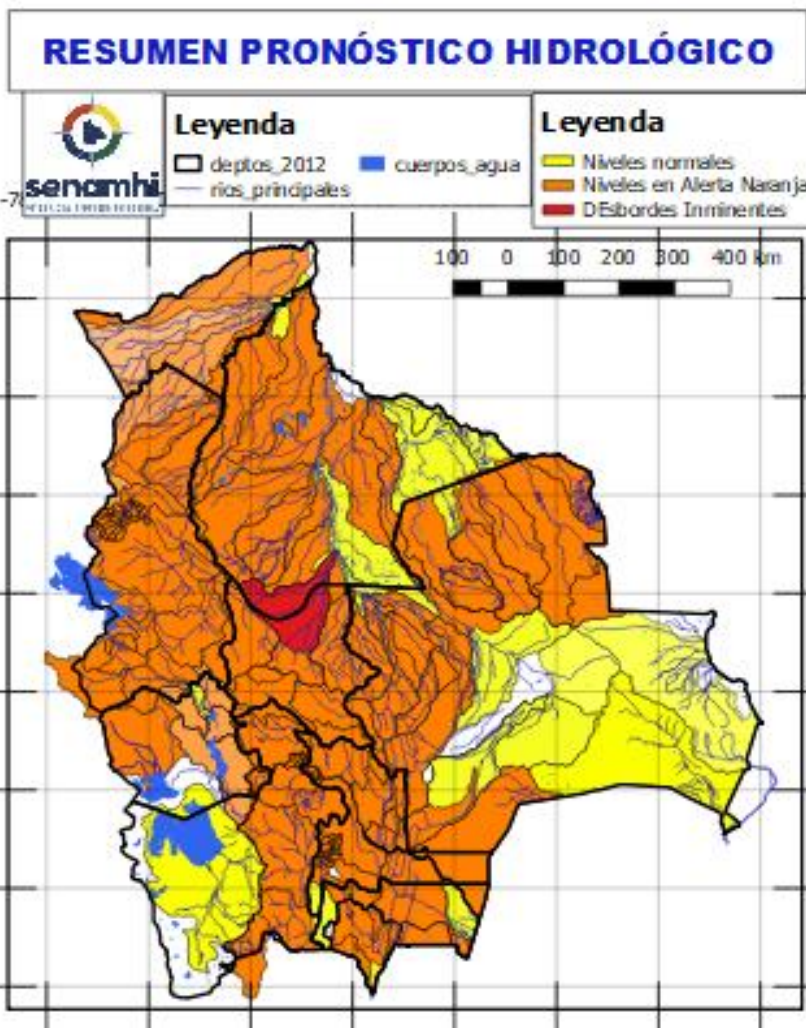 RESUMEN PRONÓSTICO HIDROLÓGICO
senamhi
Leyenda
deptos_2012
cuerpos_agua
rios_principales
Leyenda
Niveles normales
Niveles en Alerta Naranja
DEsbordes Inminentes
100 0 100 200 300 400 km